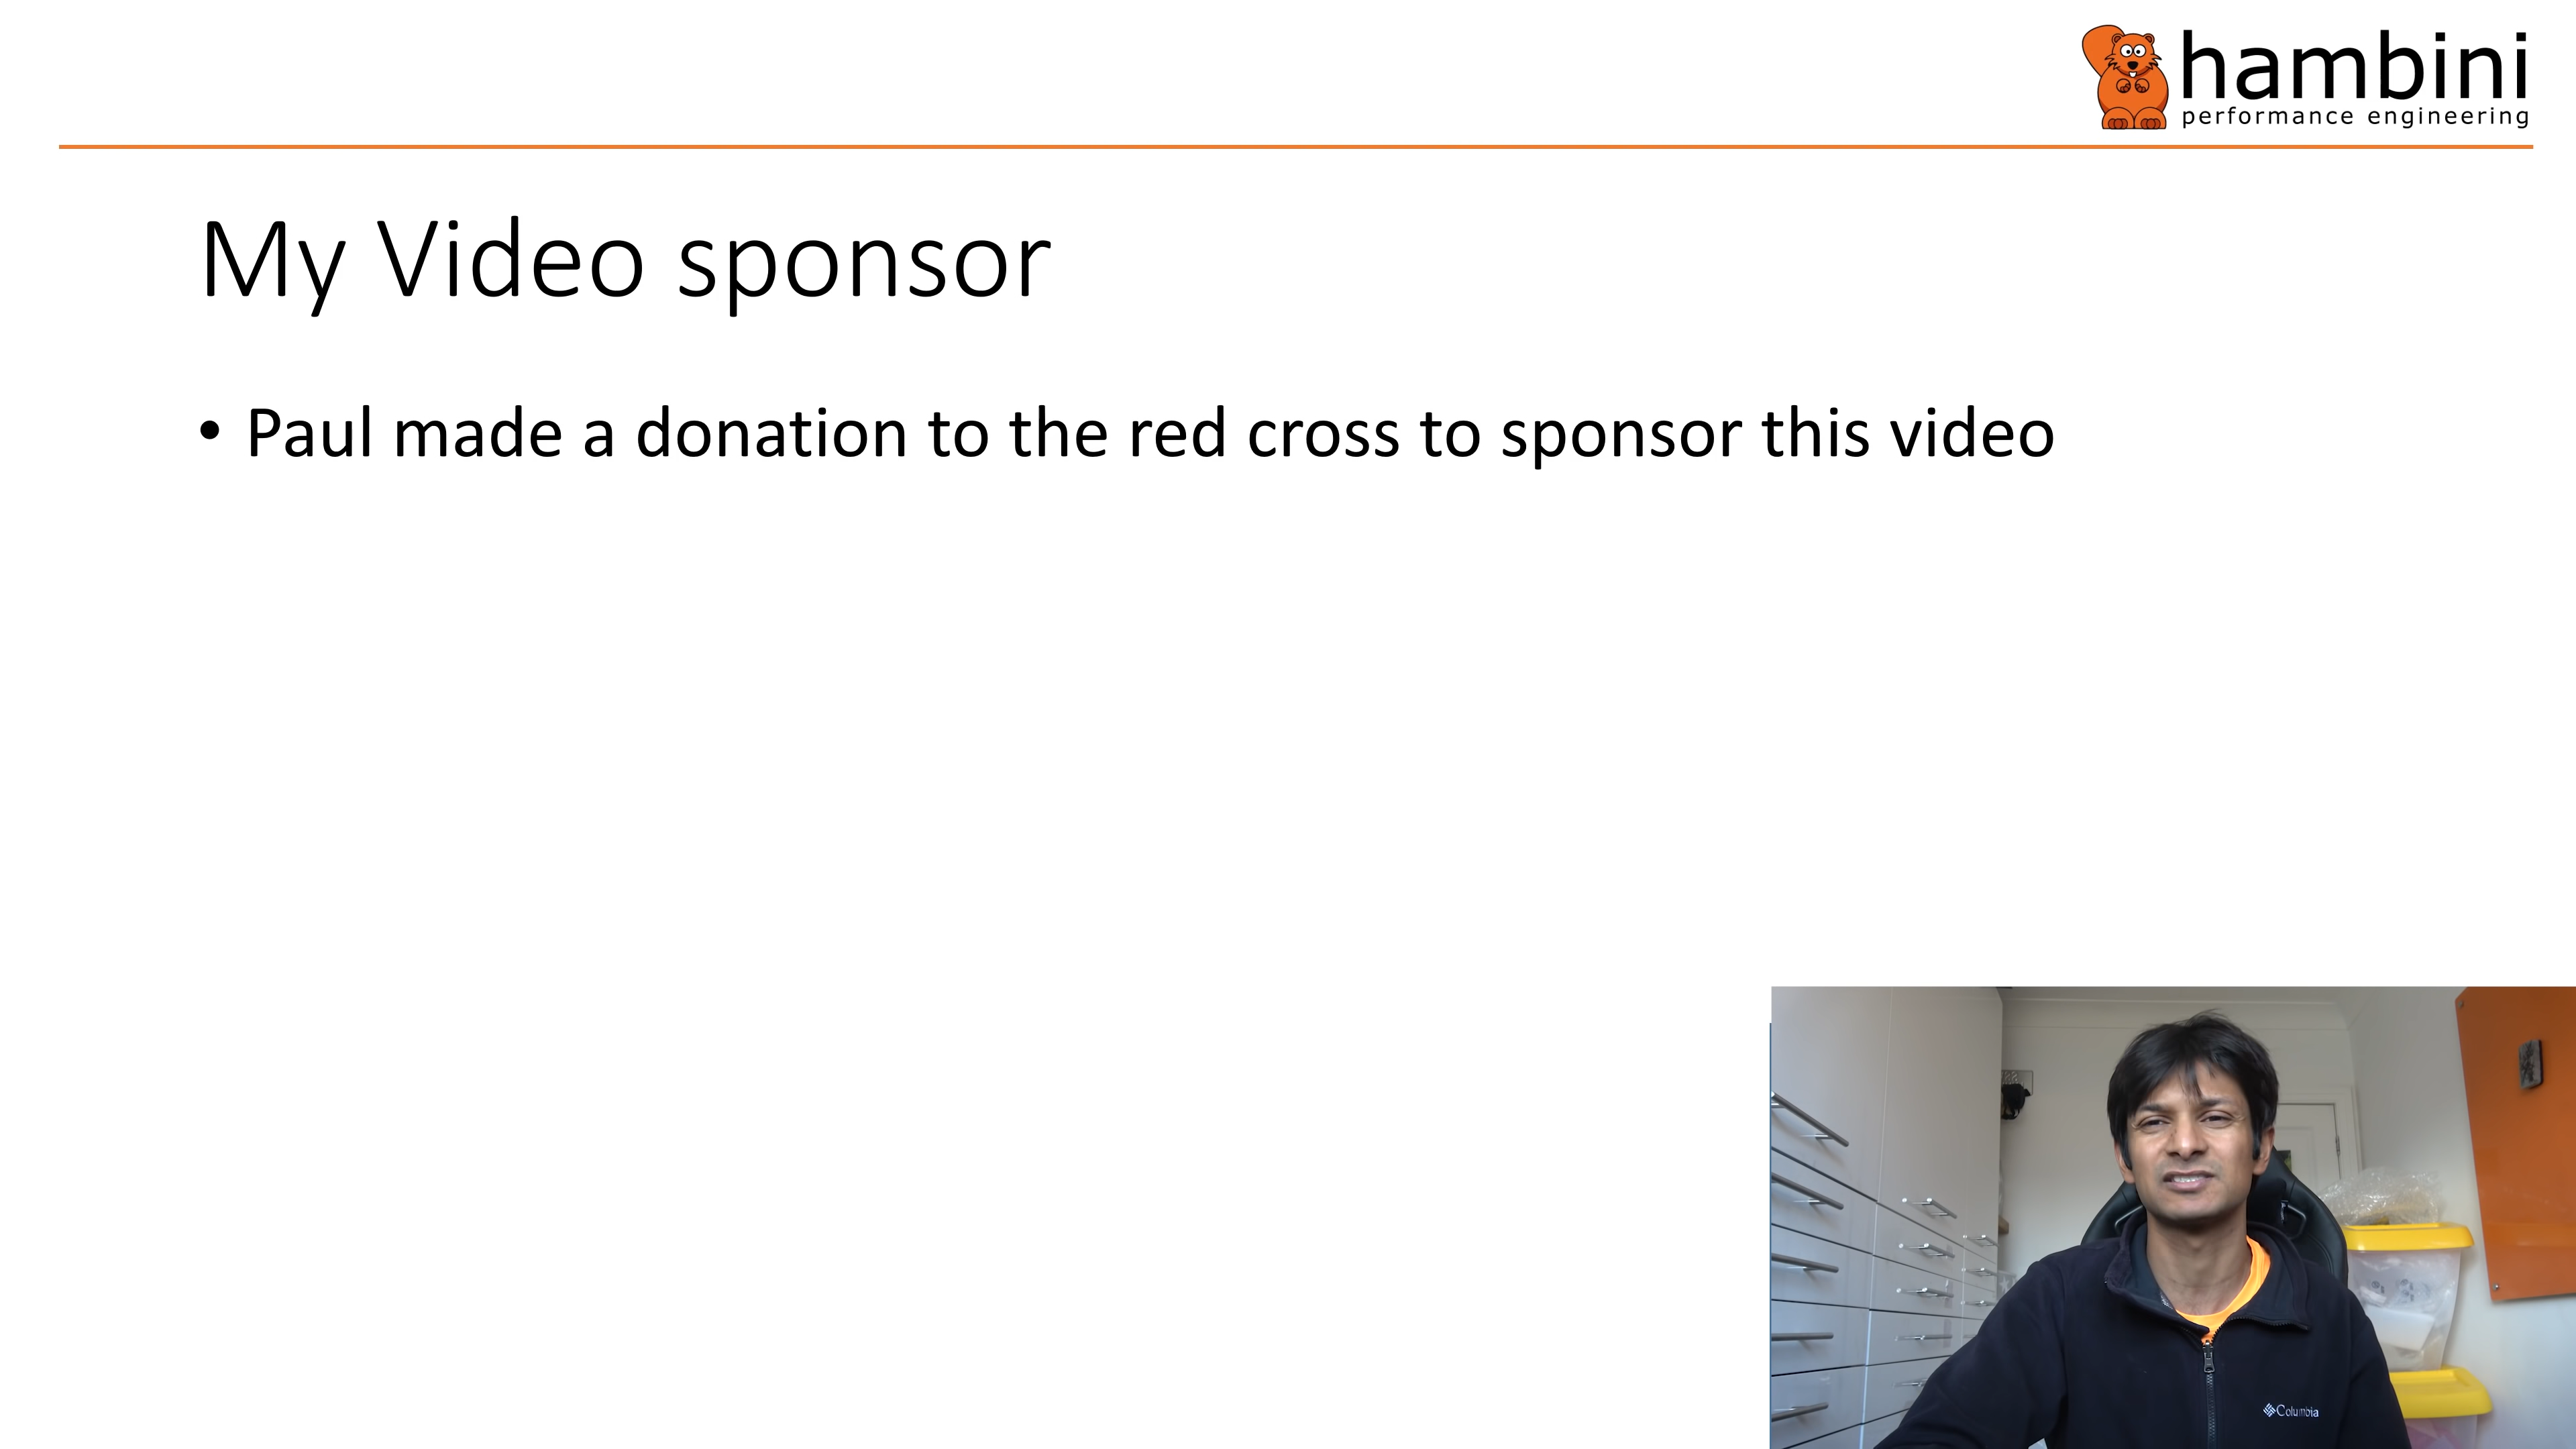 hambini
performance engineering
My Video sponsor
• Paul made a donation to the red cross to sponsor this video
Columbia